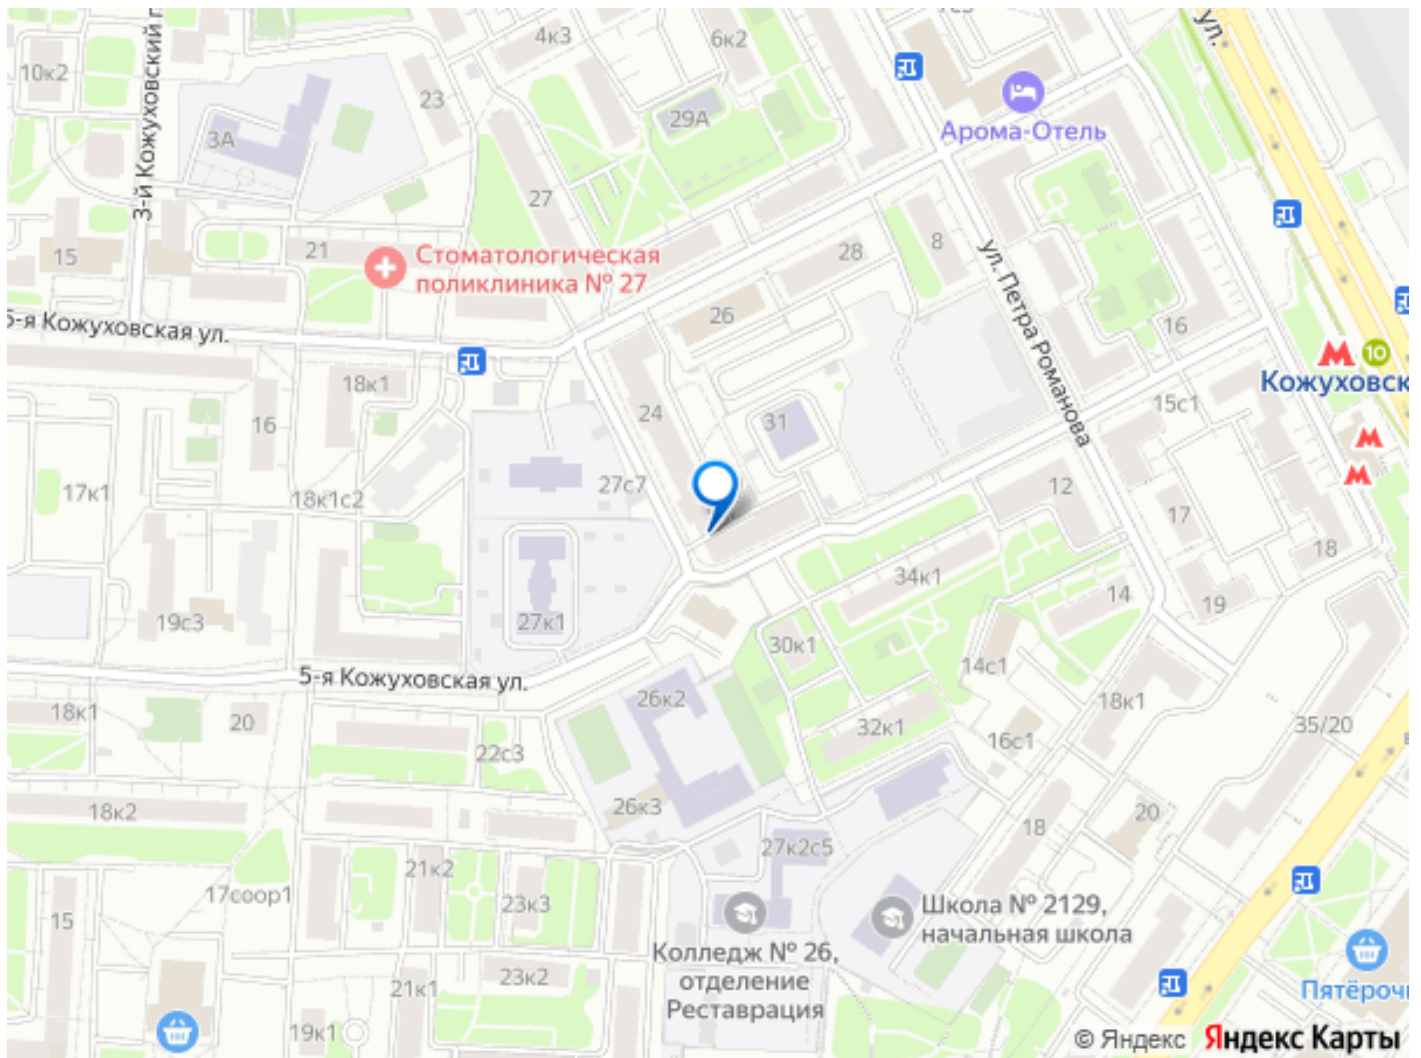 ул.
3-й Кожуховский п
10к2
3А
23
4к3
6к2
29А
27
Арома-Отель
15
21
Стоматологическая
поликлиника № 27
28
8
ул. Петра Романова
26
16
5-я Кожуховская ул.
18к1
24
31
10
Кожуховск
15с1
16
17к1
18к1с2
27с7
12
17
18
34к1
14
19
19с3
27к1
30к1
14с1
5-я Кожуховская ул.
26к2
18к1
18к1
20
22с3
32к1
16с1
35/20
18к2
26к3
27к2с5
18
20
21к2
17соор1
15
23к3
Школа № 2129,
начальная школа
Колледж № 26,
отделение
Реставрация
23к2
21к1
19к1
Пятёрочк
© Яндекс Яндекс Карты